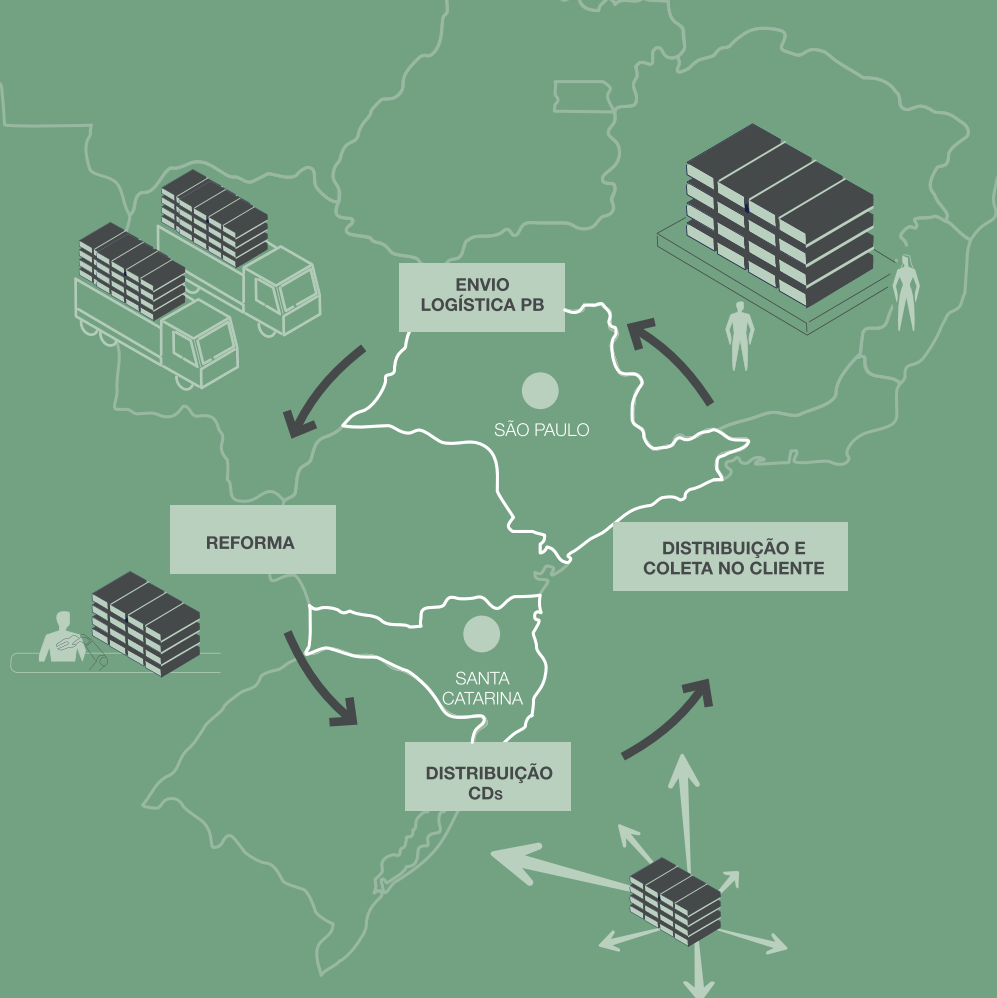 ENVIO
LOGÍSTICA PB
SÃO PAULO
REFORMA
DISTRIBUIÇÃO E
COLETA NO CLIENTE
SANTA
CATARINA
DISTRIBUIÇÃO
CDs